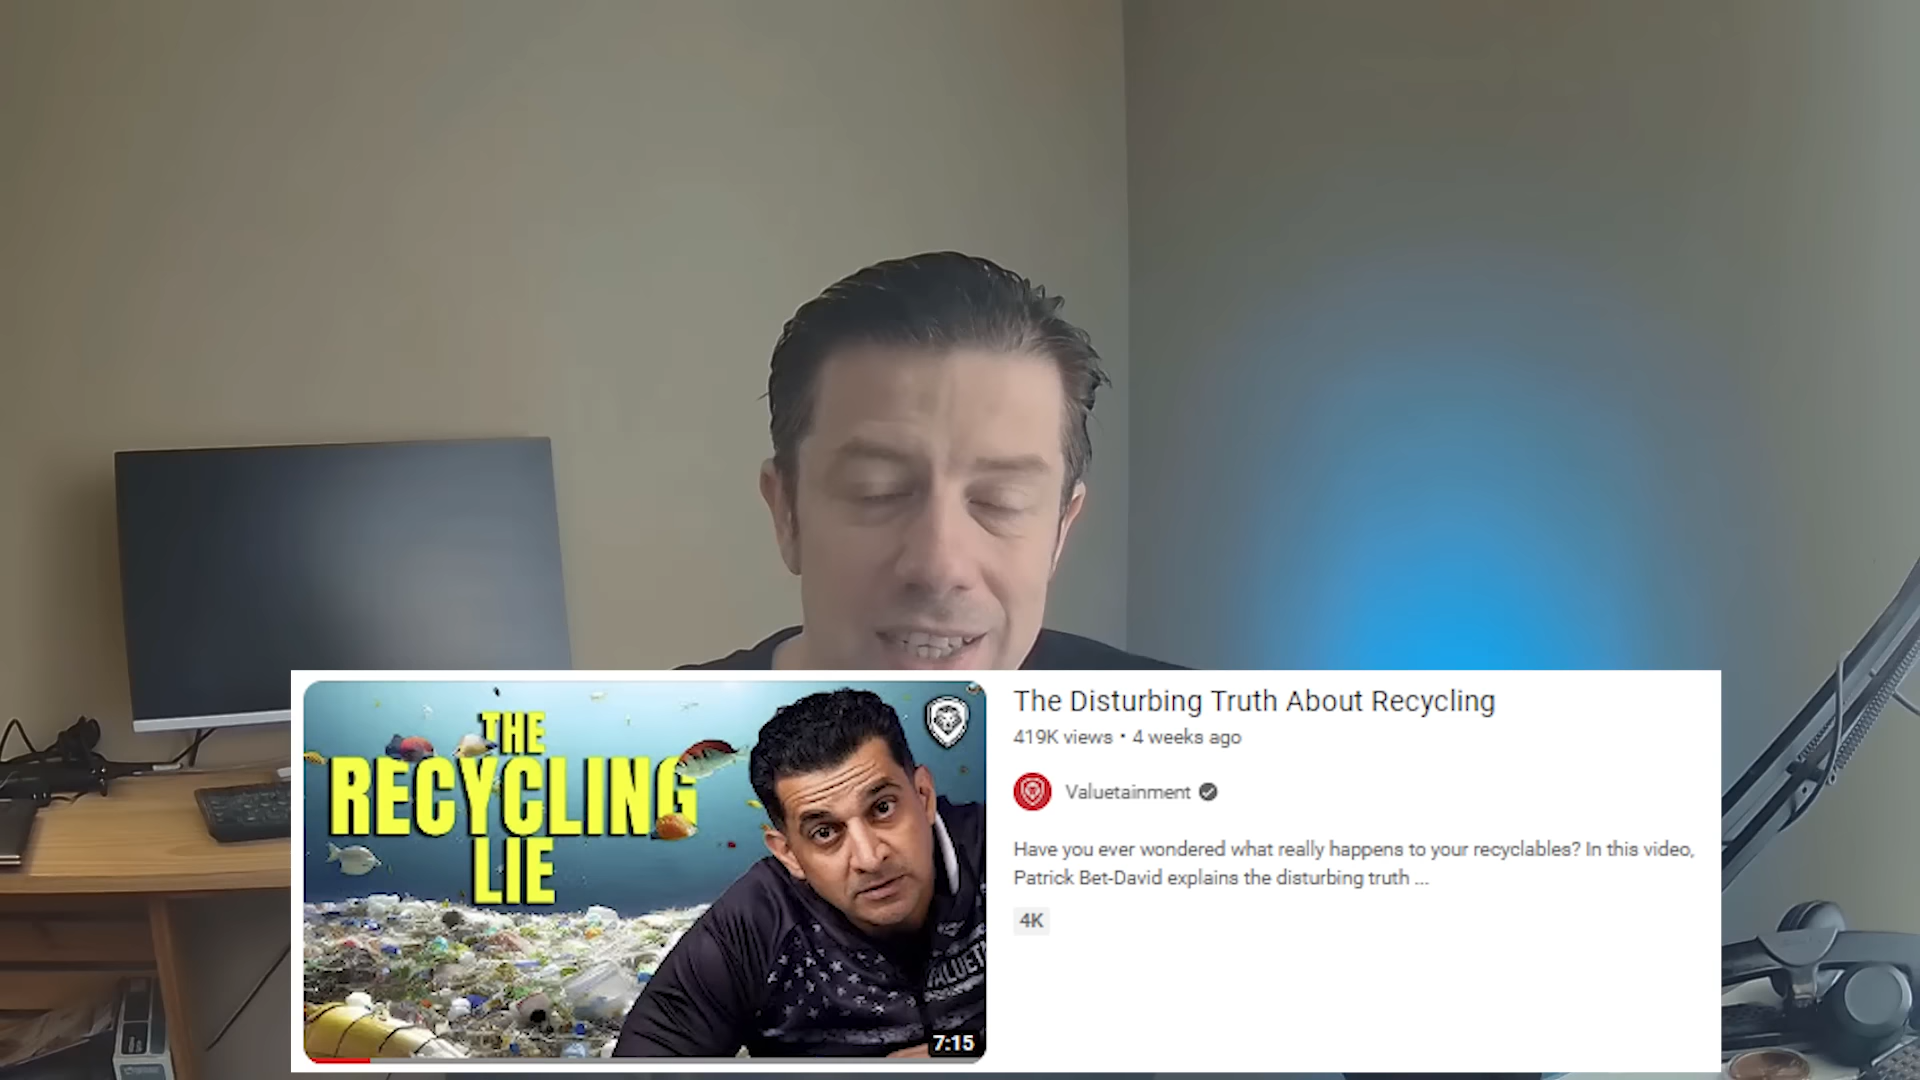 THE
RECYCLING
LIE
7:15
The Disturbing Truth About Recycling
419K views • 4 weeks ago
Valuetainment
Have you ever wondered what really happens to your recyclables? In this video,
Patrick Bet-David explains the disturbing truth ...
4K